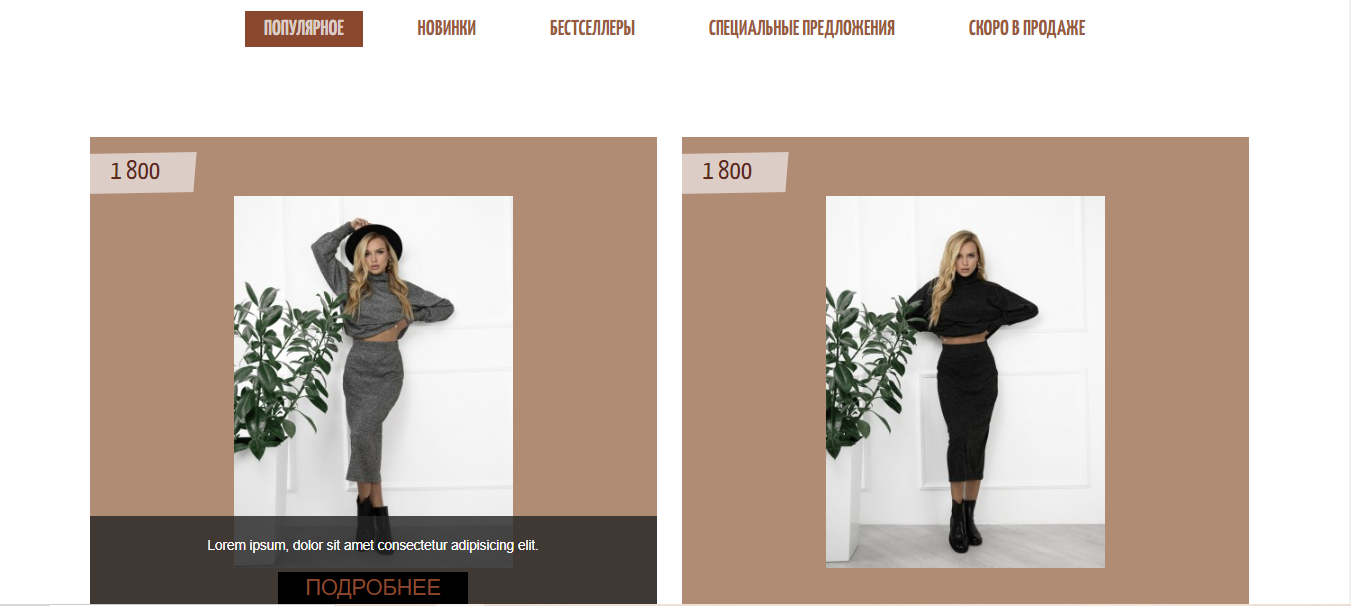 ПОПУЛЯРНОЕ НОВИНКИ БЕСТСЕЛЛЕРЫ СПЕЦИАЛЬНЫЕ ПРЕДЛОЖЕНИЯ СКОРО В ПРОДАЖЕ
1 800
1 800
Lorem ipsum, dolor sit amet consectetur adipisicing elit.
ПОДРОБНЕЕ